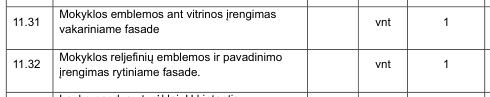 11.31 Mokyklos emblemos ant vitrinos įrengimas vnt 1
vakariniame fasade
11.32 Mokyklos reljefinių emblemos ir pavadinimo vnt 1
įrengimas rytiniame fasade.